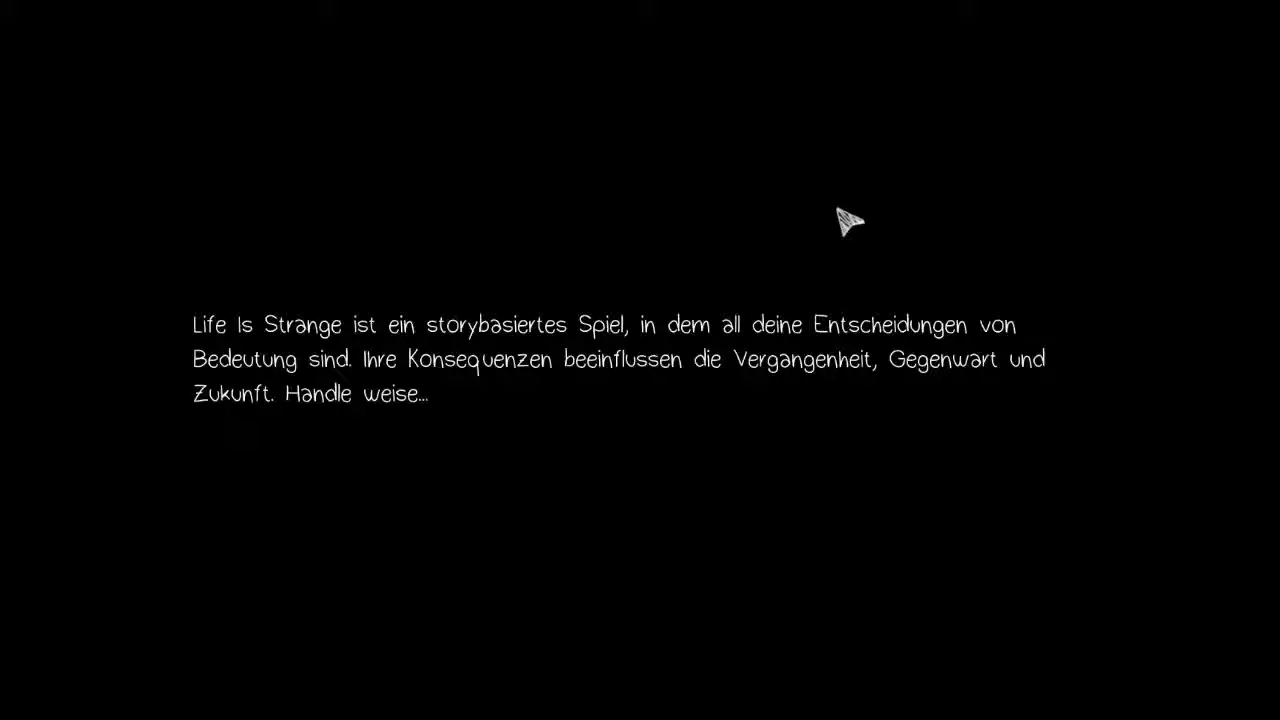 Life Is Strange ist ein storybasiertes Spiel, in dem all deine Entscheidungen von
Bedeutung sind. Ihre Konsequenzen beeinflussen die Vergangenheit, Gegenwart und
Zukunft. Handle weise...